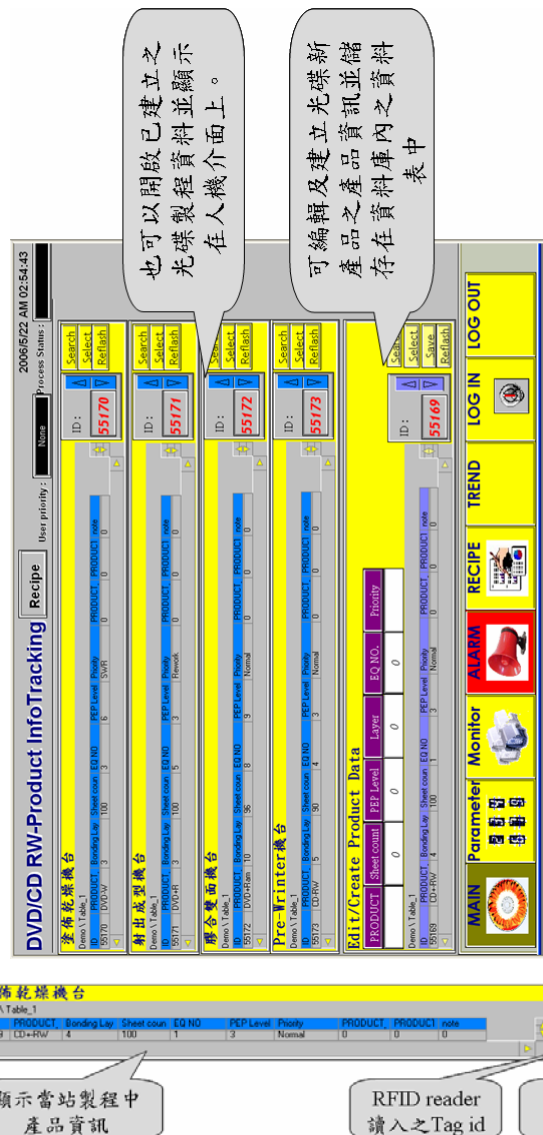 DVD/CD RW-Product InfoTracking
Recipe
User priority :
None
2006/5/22 AM 02:54:43
Process Status :
塗佈乾燥機台
Demo \ Table_1
ID PRODUCT_ Bonding Lay Sheet coun EQ NO PEP Level Priority PRODUCT_ PRODUCT1 note
55170 DVD-W 3 100 3 6 SWR 0 0 0
ID :
55170
Search
Select
Reflash
射出成型機台
Demo \ Table_1
ID PRODUCT_ Bonding Lay Sheet coun EQ NO PEP Level Priority PRODUCT_ PRODUCT1 note
55171 DVD+R 3 100 5 3 Rework 0 0 0
ID :
55171
Search
Select
Reflash
膠合雙面機台
Demo \ Table_1
ID PRODUCT_ Bonding Lay Sheet coun EQ NO PEP Level Priority PRODUCT_ PRODUCT1 note
55172 DVD+Ram 10 96 8 9 Normal 0 0 0
ID :
55172
Search
Select
Reflash
Pre-Writer機台
Demo \ Table_1
ID PRODUCT_ Bonding Lay Sheet coun EQ NO PEP Level Priority PRODUCT_ PRODUCT1 note
55173 CD-RW 5 90 4 3 Normal 0 0 0
ID :
55173
Search
Select
Reflash
Edit/Create Product Data
PRODUCT Sheet count PEP Level Layer EQ NO. Priority
0 0 0 0
Demo \ Table_1
ID PRODUCT_ Bonding Lay Sheet coun EQ NO PEP Level Priority PRODUCT_ PRODUCT1 note
55169 CD+-RW 4 100 1 3 Normal 0 0 0
ID :
55169
Search
Select
Save
Reflash
MAIN Parameter Monitor ALARM RECIPE TREND LOG IN LOG OUT
也可以開啟已建立之
光碟製程資料並顯示
在人機介面上。
可編輯及建立光碟新
產品之產品資訊並儲
存在資料庫內之資料
表中
佈乾燥機台
\ Table_1
PRODUCT_ Bonding Lay Sheet coun EQ NO PEP Level Priority PRODUCT_ PRODUCT1 note
CD+-RW 4 100 1 3 Normal 0 0 0
顯示當站製程中
產品資訊
RFID reader
讀入之Tag id